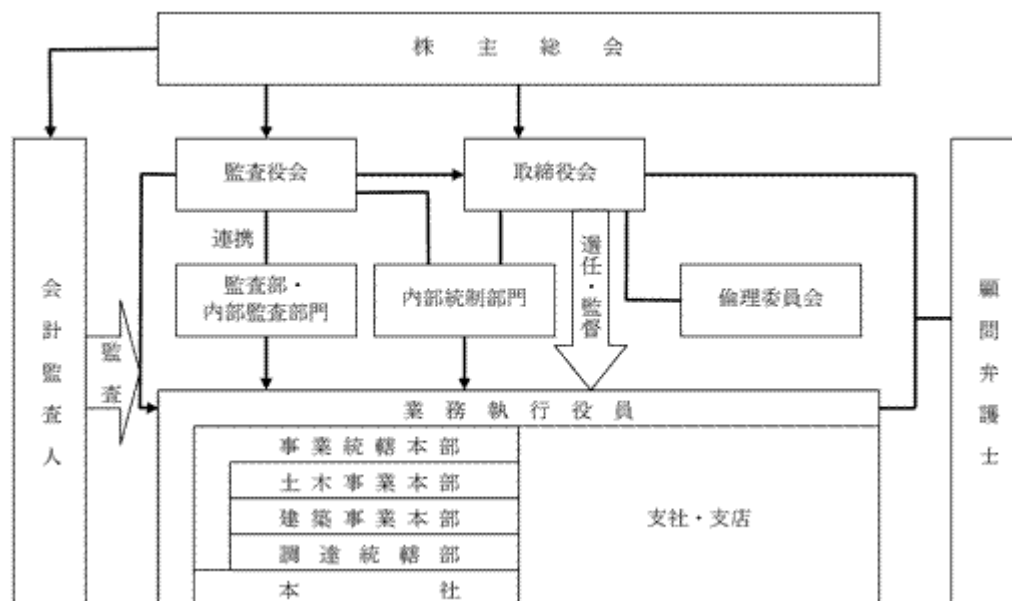 株主総会
監査役会
取締役会
連携
選任・監督
監査部・
内部監査部門
内部統制部門
倫理委員会
会計監査人
監査
顧問弁護士
業務執行役員
事業統轄本部
土木事業本部
建築事業本部
調達統轄部
本社
支社・支店